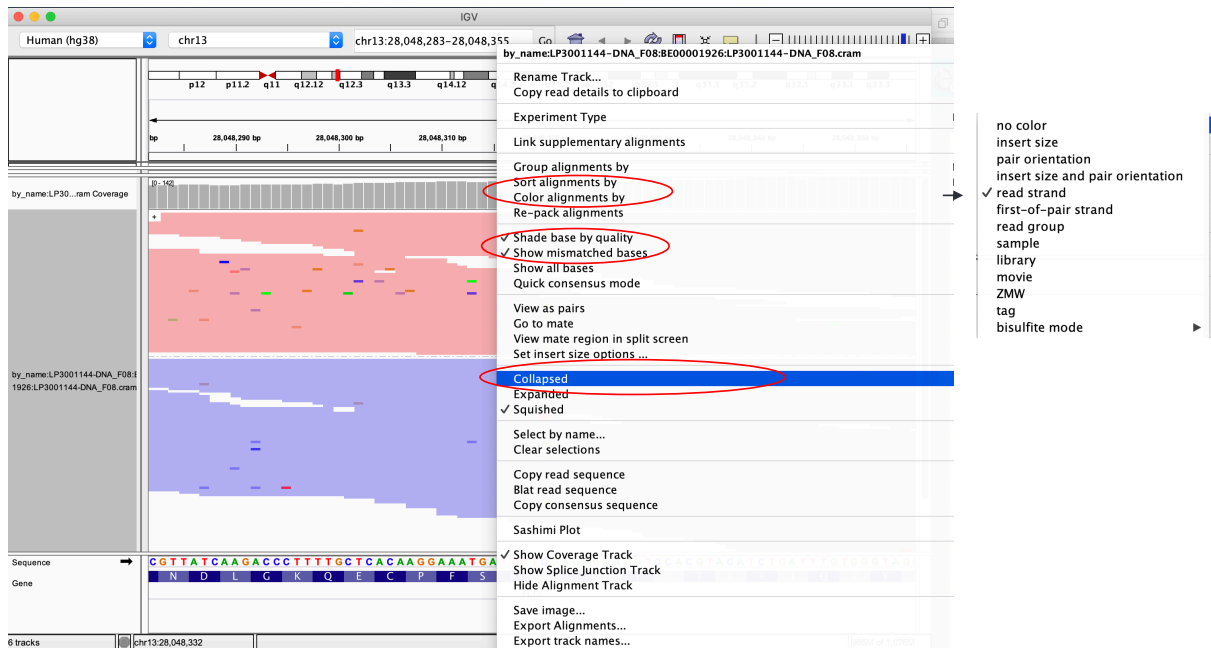 IGV
Human (hg38)
chr13
chr13:28,048,283-28,048,355
Go
p12 p11.2 q11 q12.12 q12.3 q13.3 q14.12
bp 28,048,290 bp 28,048,300 bp 28,048,310 bp
by_name:LP30...ram Coverage
[0 - 142]
by_name:LP3001144-DNA_F08:B
1926:LP3001144-DNA_F08.cram
Sequence
C G T T A T C A A G A C C C T T T T G C T C A C A A G G A A A T G A
Gene
N D L G K Q E C P F S
6 tracks
chr13:28,048,332
by_name:LP3001144-DNA_F08:BE00001926:LP3001144-DNA_F08.cram
Rename Track...
Copy read details to clipboard
Experiment Type
Link supplementary alignments
Group alignments by
Sort alignments by
Color alignments by
Re-pack alignments
✓ Shade base by quality
✓ Show mismatched bases
Show all bases
Quick consensus mode
View as pairs
Go to mate
View mate region in split screen
Set insert size options ...
Collapsed
Expanded
✓ Squished
Select by name...
Clear selections
Copy read sequence
Blat read sequence
Copy consensus sequence
Sashimi Plot
✓ Show Coverage Track
Show Splice Junction Track
Hide Alignment Track
Save image...
Export Alignments...
Export track names...
no color
insert size
pair orientation
insert size and pair orientation
✓ read strand
first-of-pair strand
read group
sample
library
movie
ZMW
tag
bisulfite mode